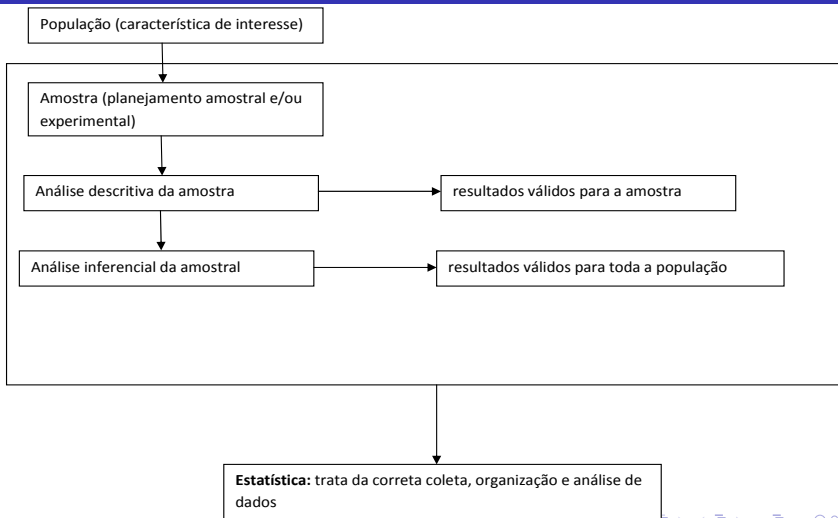 População (característica de interesse)
Amostra (planejamento amostral e/ou
experimental)
Análise descritiva da amostra
resultados válidos para a amostra
Análise inferencial da amostral
resultados válidos para toda a população
Estatística: trata da correta coleta, organização e análise de
dados